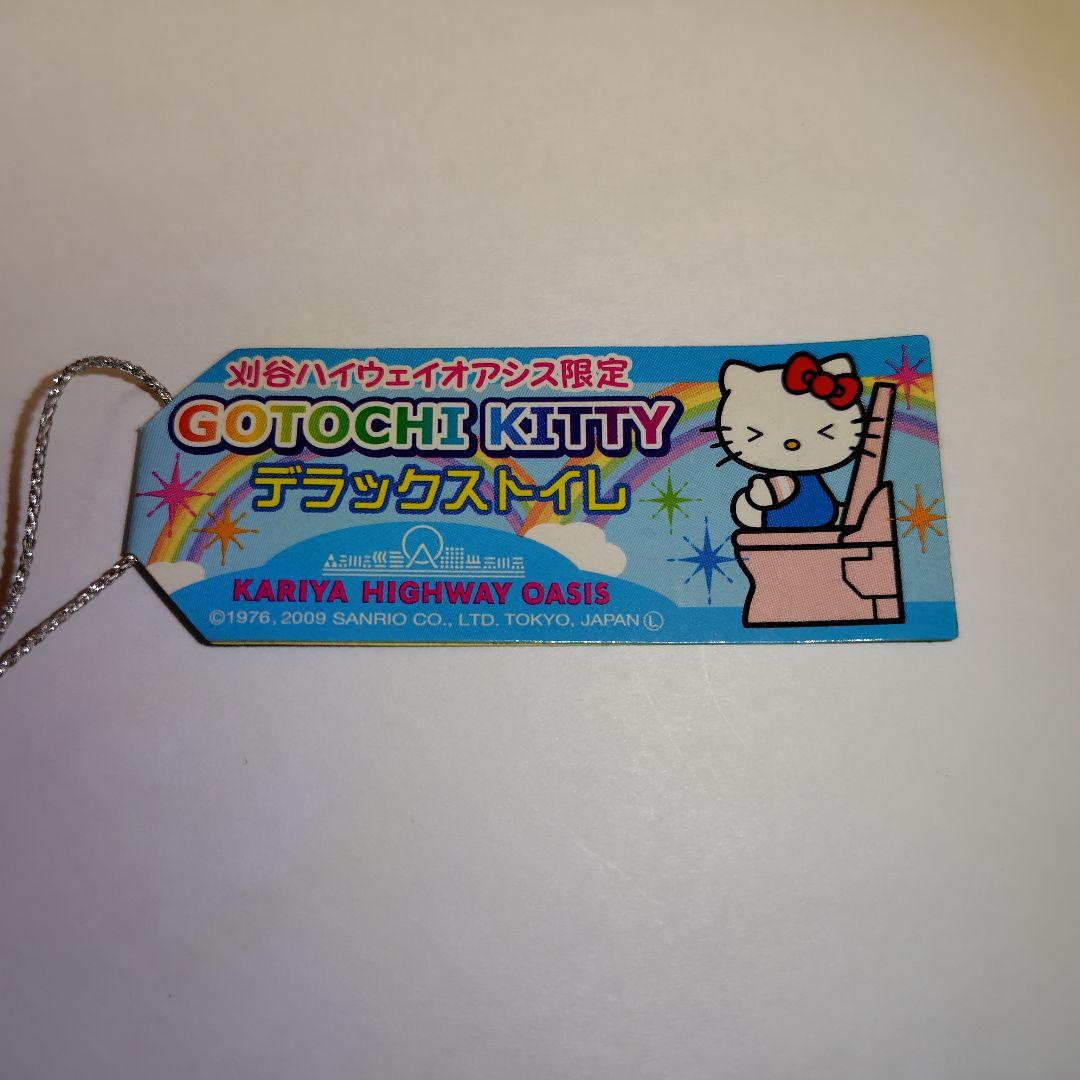 刈谷ハイウェイオアシス限定
GOTOCHI KITTY
デラックストイレ
KARIYA HIGHWAY OASIS
©1976, 2009 SANRIO CO., LTD. TOKYO, JAPAN Ⓛ